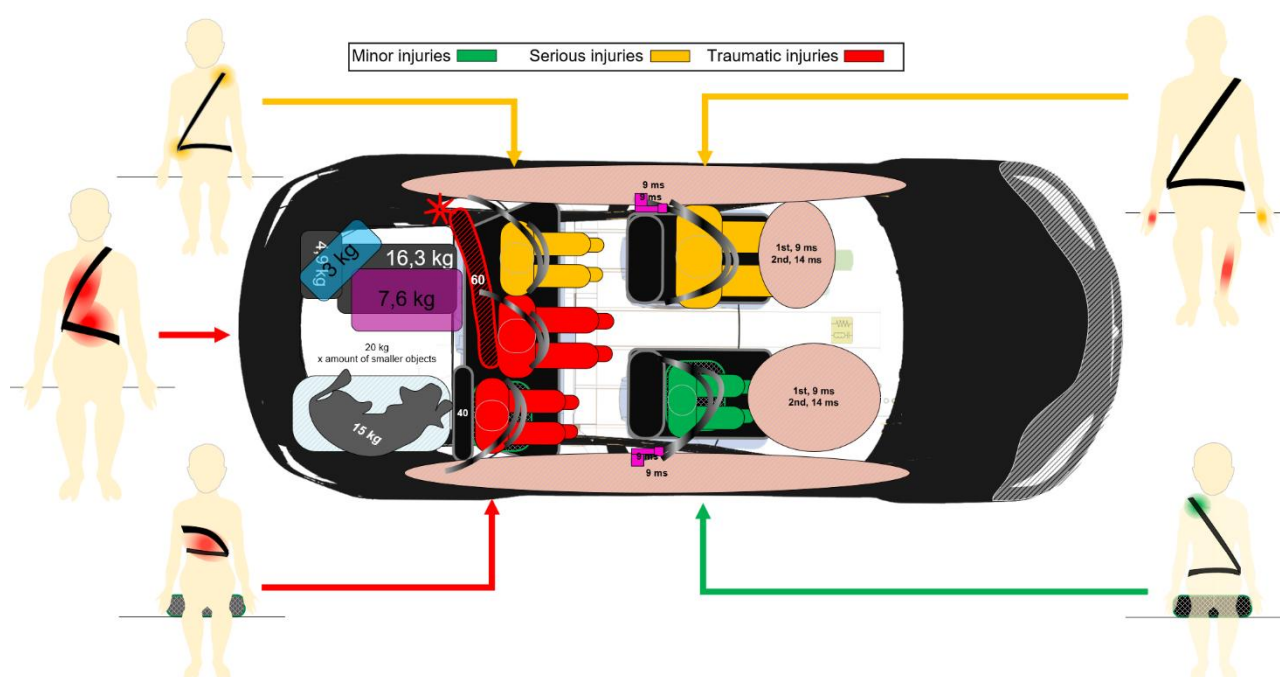 Minor injuries
Serious injuries
Traumatic injuries
9 ms
9 ms
4,9 kg
3 kg
16,3 kg
7,6 kg
60
1st, 9 ms
2nd, 14 ms
20 kg
x amount of smaller objects
15 kg
40
1st, 9 ms
2nd, 14 ms
9 ms
9 ms